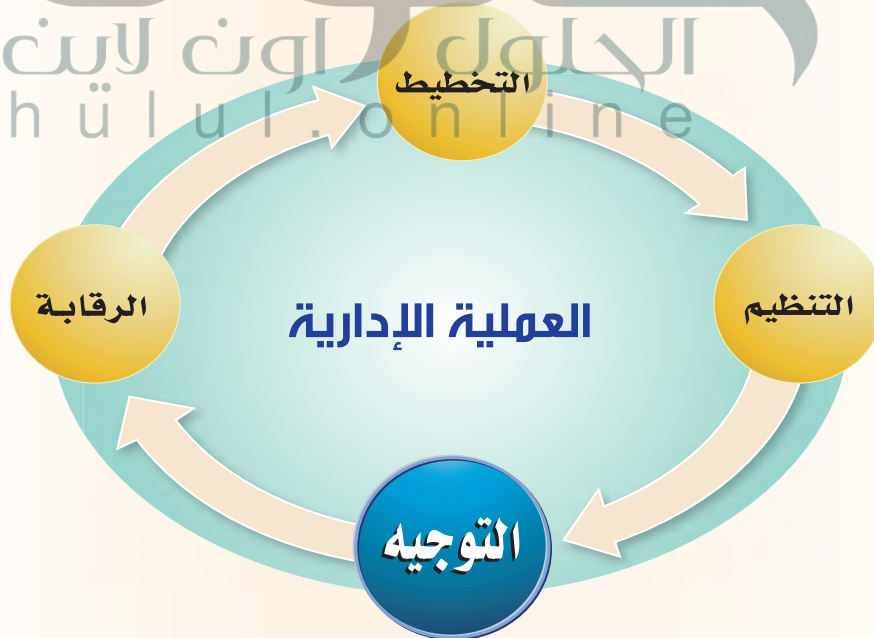 الحلول اون لاين
hulul.online
التخطيط
التنظيم
العملية الإدارية
الرقابة
التوجيه